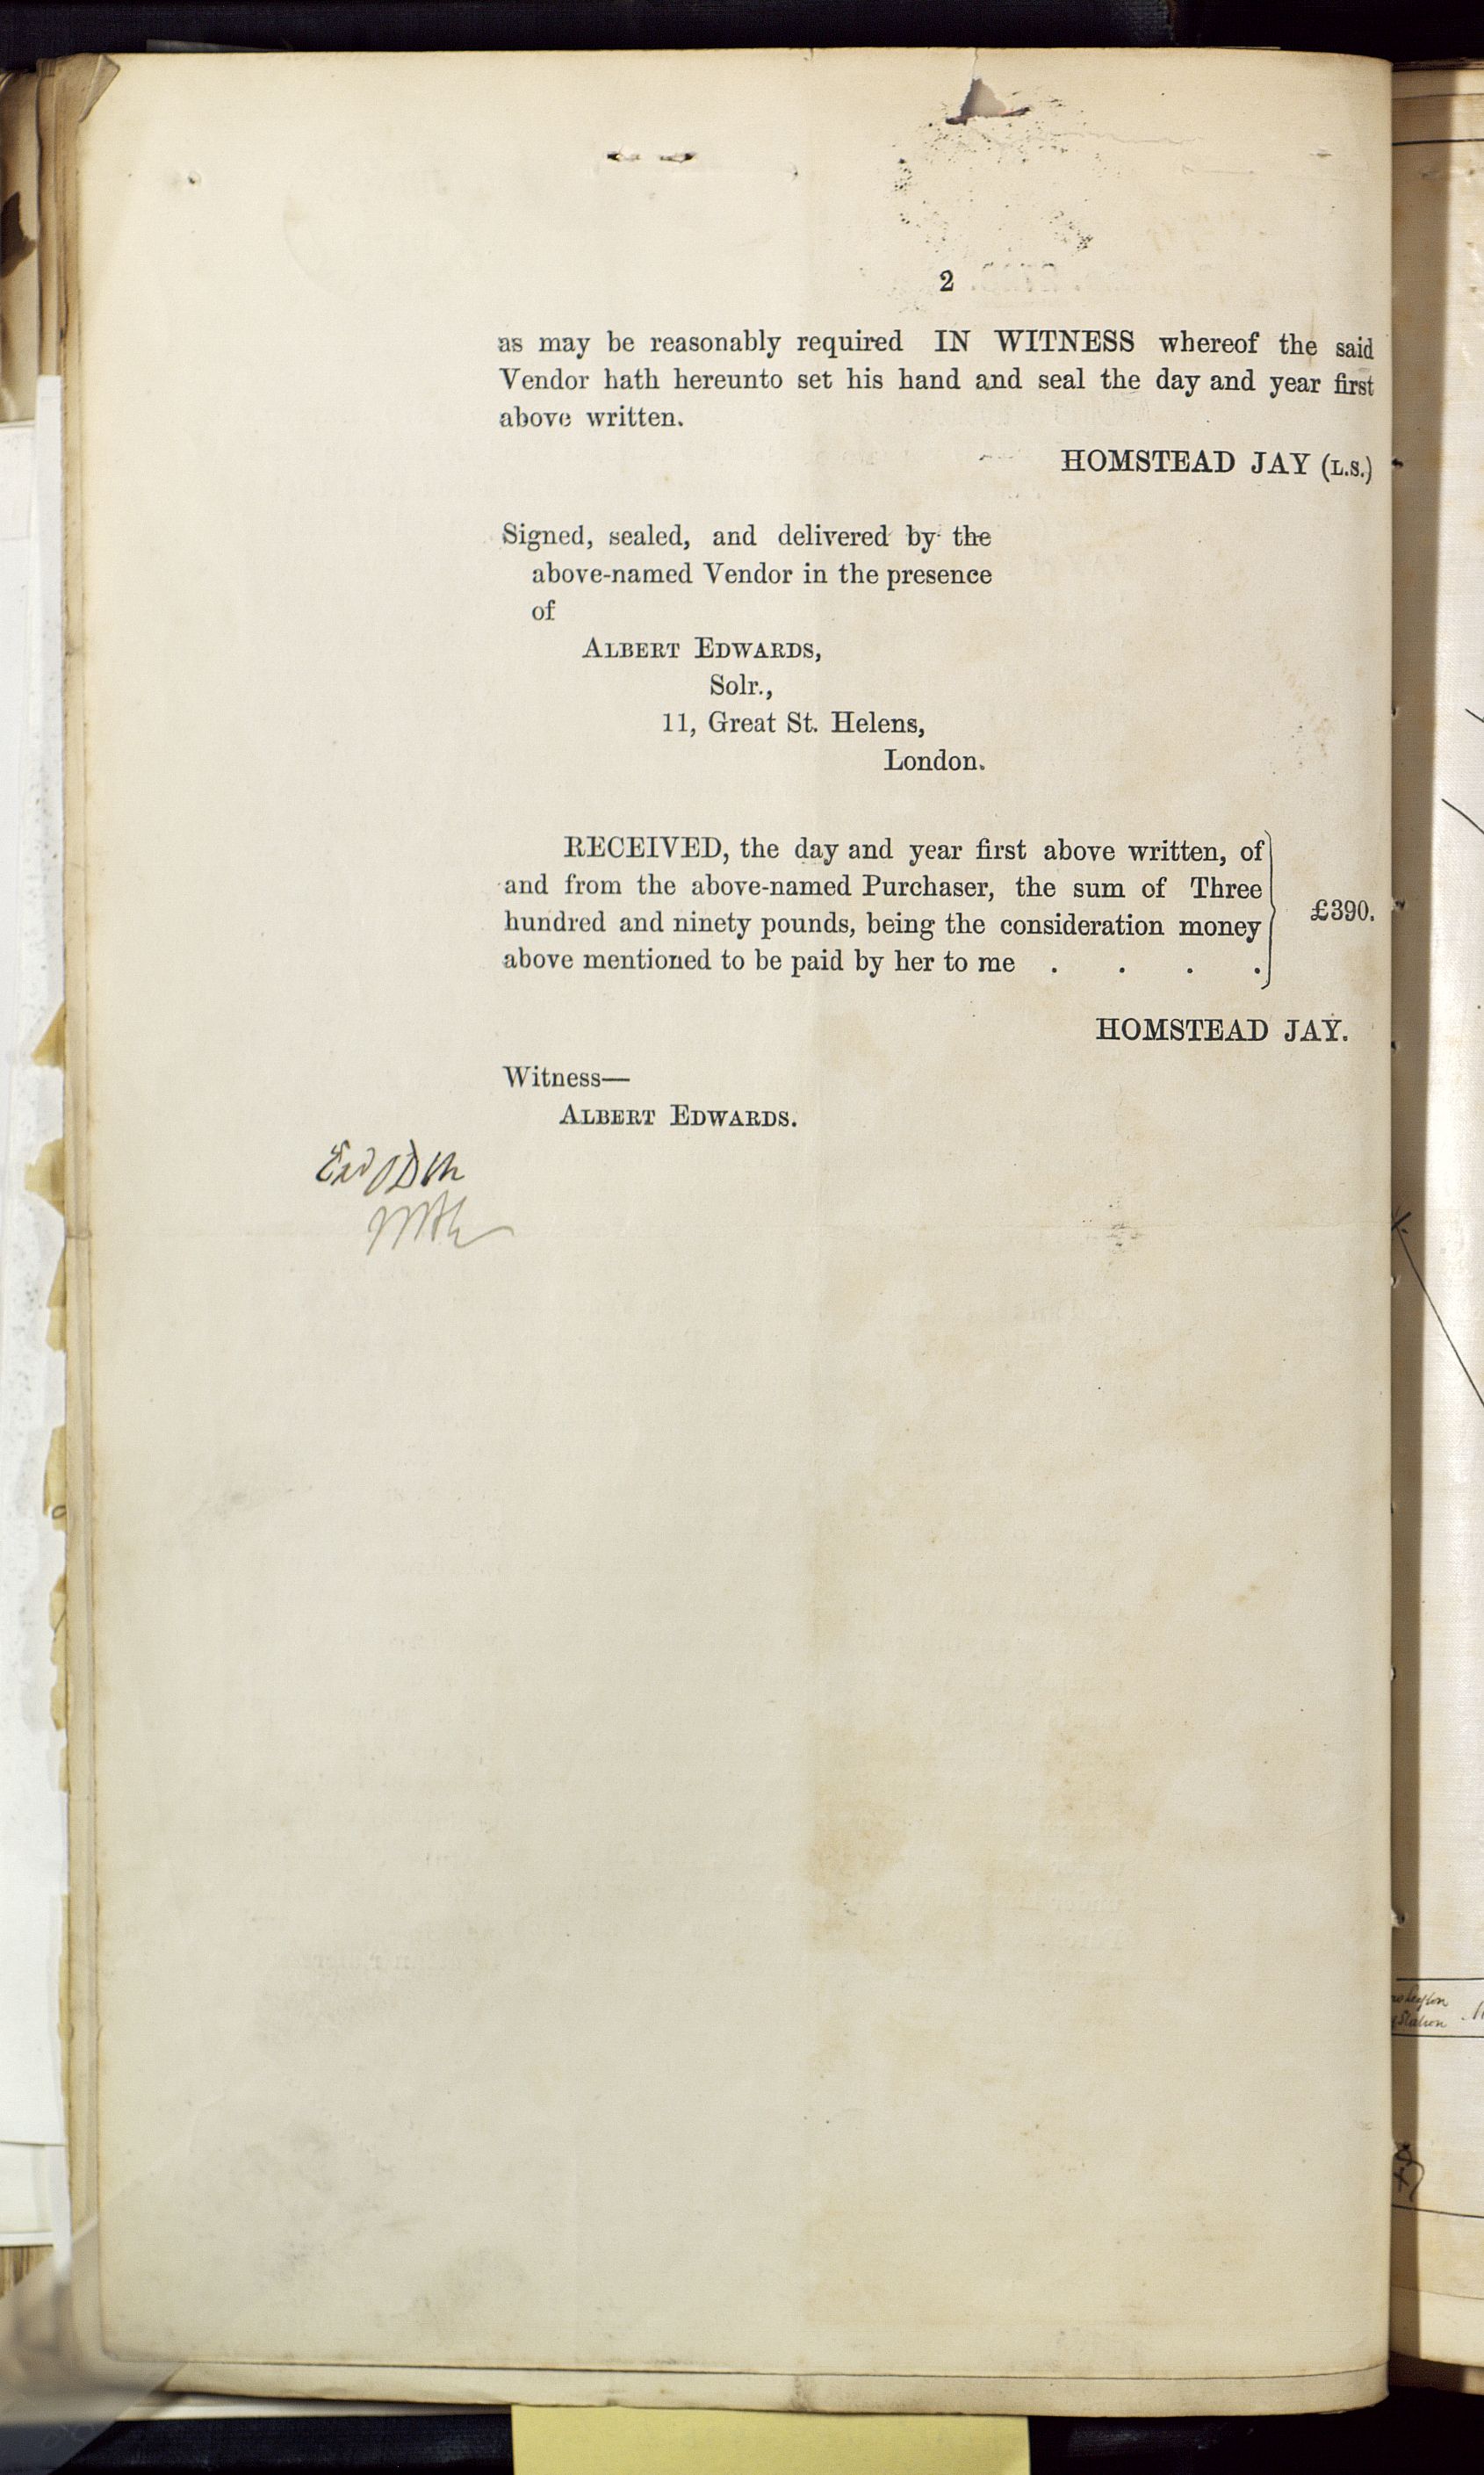 2
as may be reasonably required IN WITNESS whereof the said
Vendor hath hereunto set his hand and seal the day and year first
above written.
HOMSTEAD JAY (L.S.)
Signed, sealed, and delivered by the
above-named Vendor in the presence
of
ALBERT EDWARDS,
Solr.,
11, Great St. Helens,
London.
RECEIVED, the day and year first above written, of
and from the above-named Purchaser, the sum of Three
hundred and ninety pounds, being the consideration money
above mentioned to be paid by her to me . . . .
£390.
HOMSTEAD JAY.
Witness—
ALBERT EDWARDS.